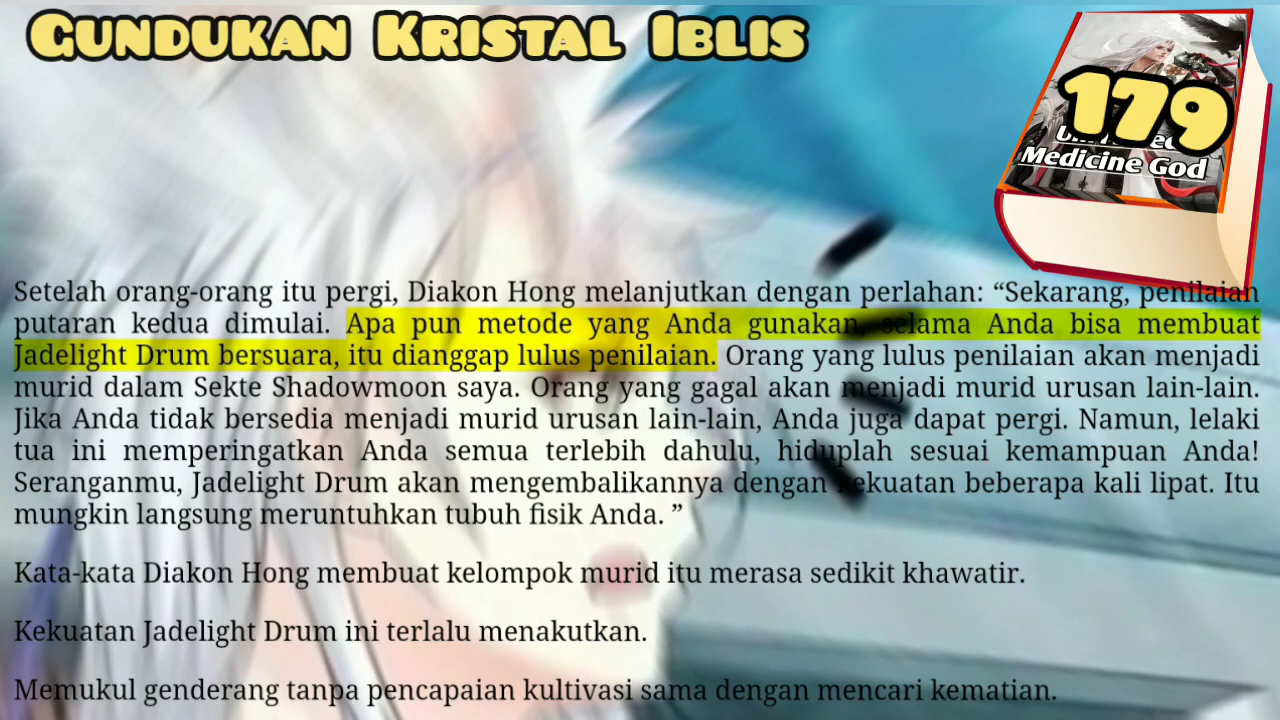 Gundukan Kristal Iblis
179
Medicine God
Setelah orang-orang itu pergi, Diakon Hong melanjutkan dengan perlahan: “Sekarang, penilaian
putaran kedua dimulai. Apa pun metode yang Anda gunakan, selama Anda bisa membuat
Jadelight Drum bersuara, itu dianggap lulus penilaian. Orang yang lulus penilaian akan menjadi
murid dalam Sekte Shadowmoon saya. Orang yang gagal akan menjadi murid urusan lain-lain.
Jika Anda tidak bersedia menjadi murid urusan lain-lain, Anda juga dapat pergi. Namun, lelaki
tua ini memperingatkan Anda semua terlebih dahulu, hiduplah sesuai kemampuan Anda!
Seranganmu, Jadelight Drum akan mengembalikannya dengan kekuatan beberapa kali lipat. Itu
mungkin langsung meruntuhkan tubuh fisik Anda. ”
Kata-kata Diakon Hong membuat kelompok murid itu merasa sedikit khawatir.
Kekuatan Jadelight Drum ini terlalu menakutkan.
Memukul genderang tanpa pencapaian kultivasi sama dengan mencari kematian.